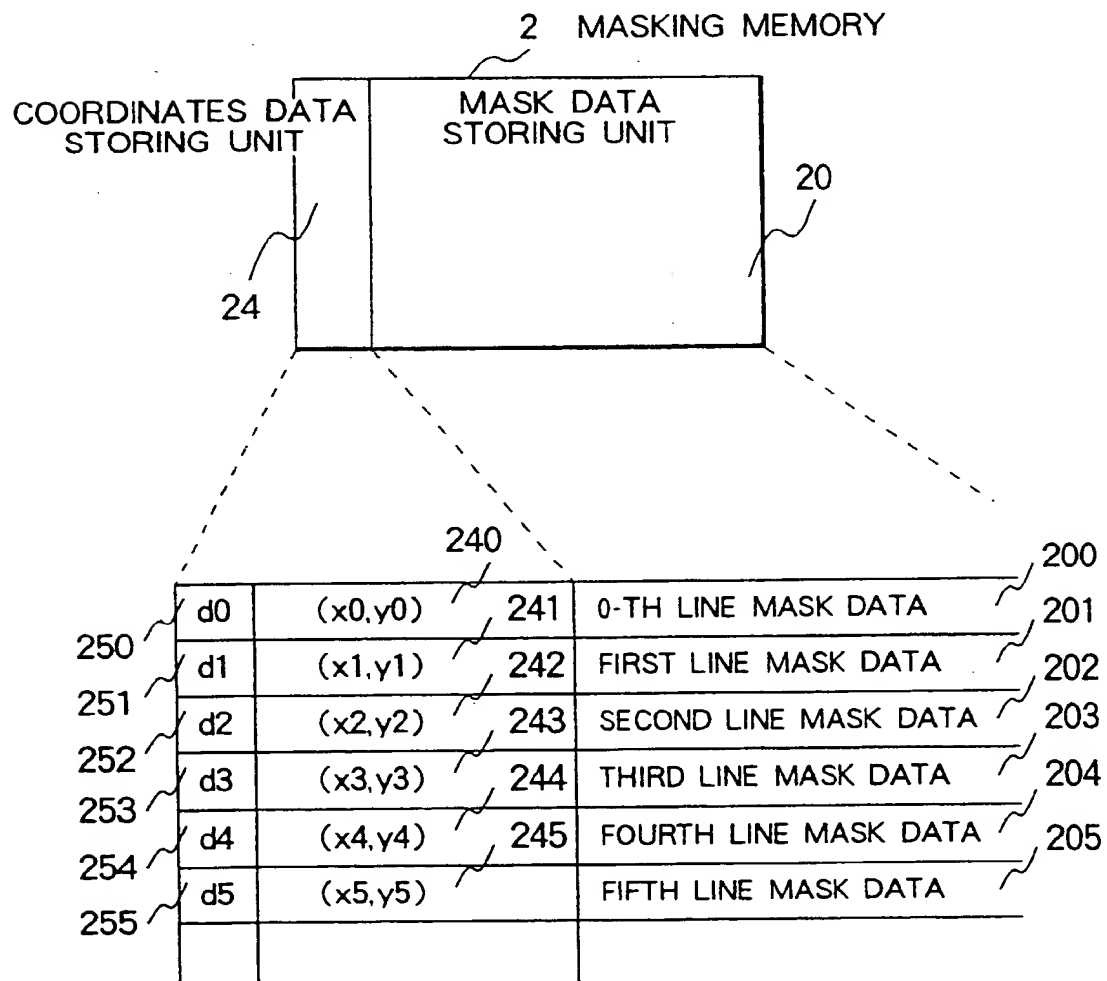 2 MASKING MEMORY
COORDINATES DATA
STORING UNIT
MASK DATA
STORING UNIT
20
24
240
200
d0 (x0,y0) 241 0-TH LINE MASK DATA
250
201
d1 (x1,y1) 242 FIRST LINE MASK DATA
251
202
d2 (x2,y2) 243 SECOND LINE MASK DATA
252
203
d3 (x3,y3) 244 THIRD LINE MASK DATA
253
204
d4 (x4,y4) 245 FOURTH LINE MASK DATA
254
205
d5 (x5,y5) FIFTH LINE MASK DATA
255